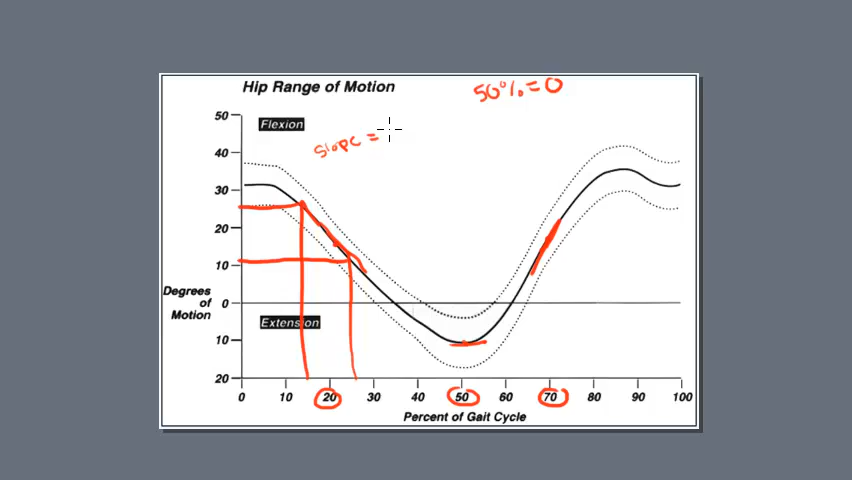 Hip Range of Motion
50%=0
50
Flexion
Slope =
40
30
20
10
Degrees
of
Motion
0
Extension
10
20
0 10 20 30 40 50 60 70 80 90 100
Percent of Gait Cycle